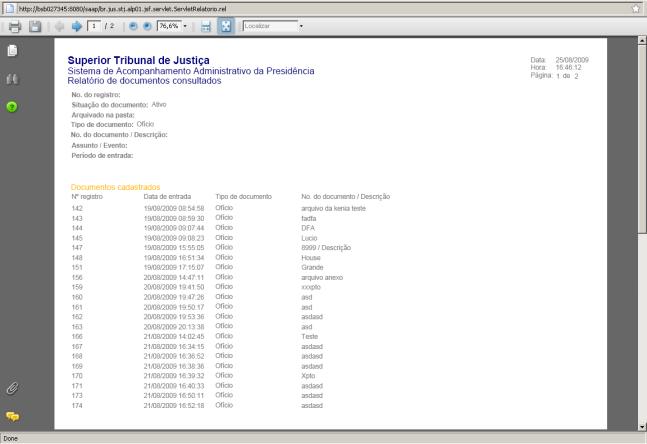 http://bsb027345:8080/saap/br.jus.stj.alp01.jsf.servlet.ServletRelatorio.rel
1 / 2 76,6% Localizar
Superior Tribunal de Justiça
Sistema de Acompanhamento Administrativo da Presidência
Relatório de documentos consultados
Data: 25/08/2009
Hora: 16:46:12
Página: 1 de 2
No. do registro:
Situação do documento: Ativo
Arquivado na pasta:
Tipo de documento: Ofício
No. do documento / Descrição:
Assunto / Evento:
Período de entrada:
Documentos cadastrados
Nº registro Data de entrada Tipo de documento No. do documento / Descrição
142 19/08/2009 08:54:58 Ofício arquivo da kenia teste
143 19/08/2009 08:59:30 Ofício fadfa
144 19/08/2009 09:07:44 Ofício DFA
145 19/08/2009 09:08:23 Ofício Lucio
147 19/08/2009 15:55:05 Ofício 8999 / Descrição
148 19/08/2009 16:51:34 Ofício House
151 19/08/2009 17:15:07 Ofício Grande
156 20/08/2009 14:47:11 Ofício arquivo anexo
159 20/08/2009 19:41:50 Ofício xxxpto
160 20/08/2009 19:47:26 Ofício asd
161 20/08/2009 19:50:17 Ofício asd
162 20/08/2009 19:53:36 Ofício asdasd
163 20/08/2009 20:13:38 Ofício asd
166 21/08/2009 14:02:45 Ofício Teste
167 21/08/2009 16:34:15 Ofício asdasd
168 21/08/2009 16:36:52 Ofício asdasd
169 21/08/2009 16:38:36 Ofício asdasd
170 21/08/2009 16:39:32 Ofício Xpto
171 21/08/2009 16:40:33 Ofício asdasd
173 21/08/2009 16:50:11 Ofício asdasd
174 21/08/2009 16:52:18 Ofício asdasd
Done